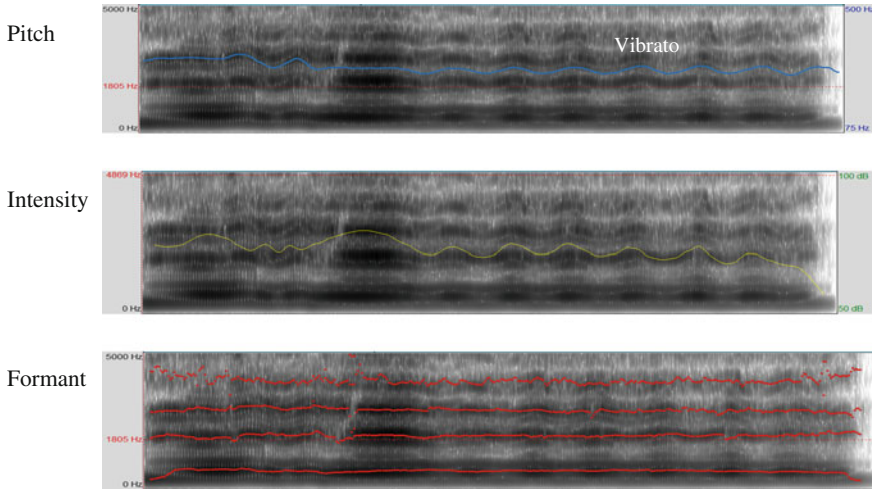 Pitch
5000 Hz
500 Hz
Vibrato
1805 Hz
0 Hz
75 Hz
Intensity
4869 Hz
100 dB
0 Hz
50 dB
Formant
5000 Hz
1805 Hz
0 Hz